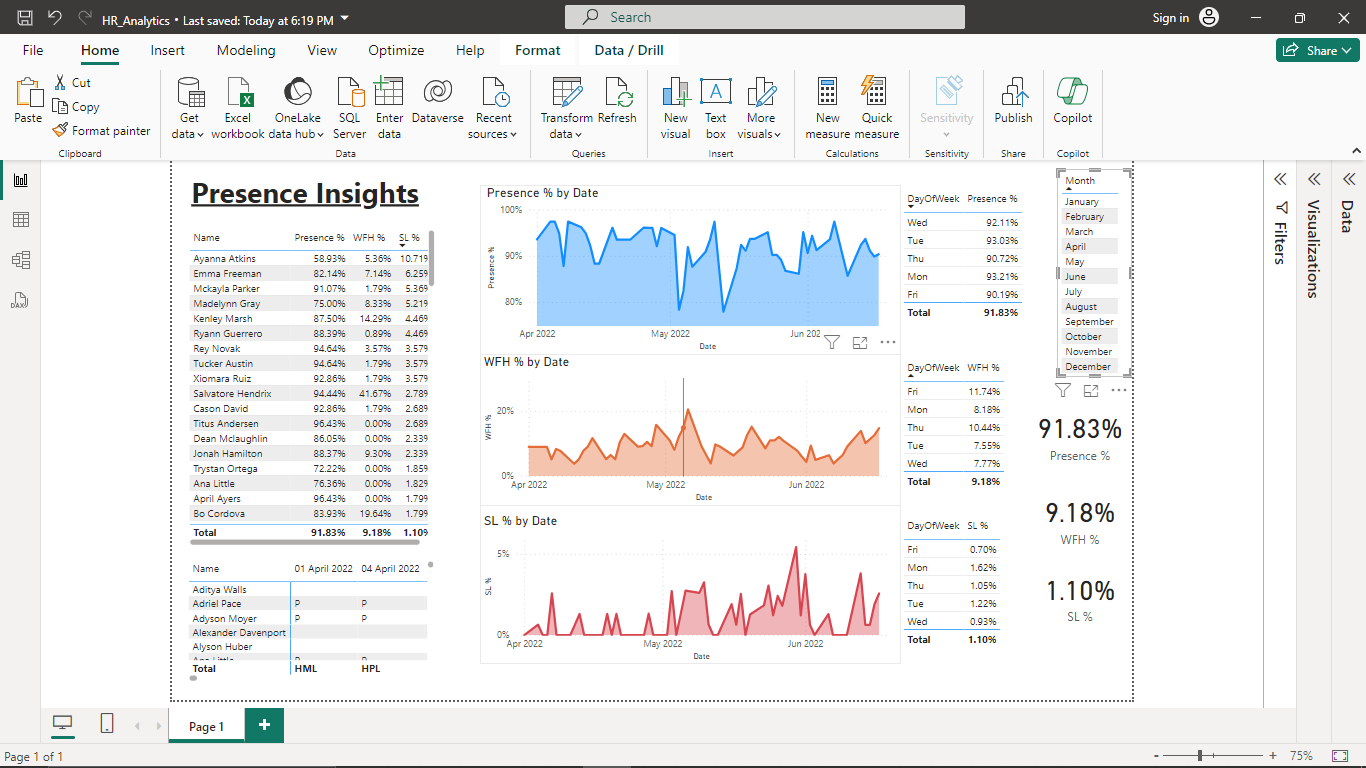 HR_Analytics • Last saved: Today at 6:19 PM
Search
Sign in
File Home Insert Modeling View Optimize Help Format Data / Drill
Share
Paste
Cut
Copy
Format painter
Clipboard
Get data
Excel workbook
OneLake data hub
SQL Server
Enter data
Dataverse
Recent sources
Data
Transform data
Refresh
Queries
New visual
Text box
More visuals
Insert
New measure
Quick measure
Calculations
Sensitivity
Sensitivity
Publish
Share
Copilot
Copilot
Presence Insights
Name Presence % WFH % SL %
Ayanna Atkins 58.93% 5.36% 10.71%
Emma Freeman 82.14% 7.14% 6.25%
Mckayla Parker 91.07% 1.79% 5.36%
Madelynn Gray 75.00% 8.33% 5.21%
Kenley Marsh 87.50% 14.29% 4.46%
Ryann Guerrero 88.39% 0.89% 4.46%
Rey Novak 94.64% 3.57% 3.57%
Tucker Austin 94.64% 1.79% 3.57%
Xiomara Ruiz 92.86% 1.79% 3.57%
Salvatore Hendrix 94.44% 41.67% 2.78%
Cason David 92.86% 1.79% 2.68%
Titus Andersen 96.43% 0.00% 2.68%
Dean Mclaughlin 86.05% 0.00% 2.33%
Jonah Hamilton 88.37% 9.30% 2.33%
Trystan Ortega 72.22% 0.00% 1.85%
Ana Little 76.36% 0.00% 1.82%
April Ayers 96.43% 0.00% 1.79%
Bo Cordova 83.93% 19.64% 1.79%
Total 91.83% 9.18% 1.10%
Name 01 April 2022 04 April 2022
Aditya Walls
Adriel Pace P P
Adyson Moyer P P
Alexander Davenport
Alyson Huber
Ana Little P P
Total HML HPL
Presence % by Date
Presence %
100%
90%
80%
Apr 2022 May 2022 Jun 202
Date
WFH % by Date
WFH %
20%
0%
Apr 2022 May 2022 Jun 2022
Date
SL % by Date
SL %
5%
0%
Apr 2022 May 2022 Jun 2022
Date
DayOfWeek Presence %
Wed 92.11%
Tue 93.03%
Thu 90.72%
Mon 93.21%
Fri 90.19%
Total 91.83%
DayOfWeek WFH %
Fri 11.74%
Mon 8.18%
Thu 10.44%
Tue 7.55%
Wed 7.77%
Total 9.18%
DayOfWeek SL %
Fri 0.70%
Mon 1.62%
Thu 1.05%
Tue 1.22%
Wed 0.93%
Total 1.10%
Month
January
February
March
April
May
June
July
August
September
October
November
December
91.83%
Presence %
9.18%
WFH %
1.10%
SL %
Filters
Visualizations
Data
DAX
Page 1
Page 1 of 1
- + 75%